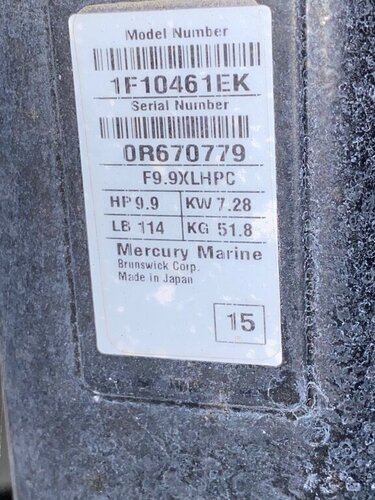 Model Number
1F10461EK
Serial Number
0R670779
F9.9XLHPC
HP 9.9 KW 7.28
LB 114 KG 51.8
Mercury Marine
Brunswick Corp.
Made in Japan
15